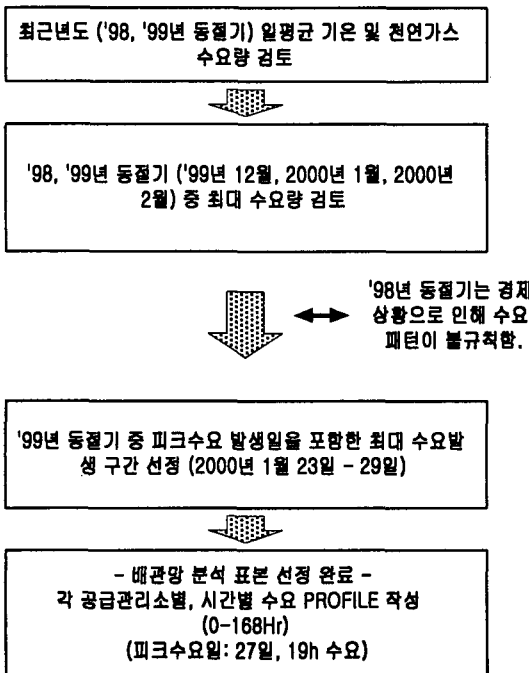 최근년도 ('98, '99년 동절기) 일평균 기온 및 천연가스
수요량 검토
'98, '99년 동절기 ('99년 12월, 2000년 1월, 2000년
2월) 중 최대 수요량 검토
'98년 동절기는 경제
상황으로 인해 수요
패턴이 불규칙함.
'99년 동절기 중 피크수요 발생일을 포함한 최대 수요발
생 구간 선정 (2000년 1월 23일 - 29일)
- 배관망 분석 표본 선정 완료 -
각 공급관리소별, 시간별 수요 PROFILE 작성
(0-168Hr)
(피크수요일: 27일, 19h 수요)